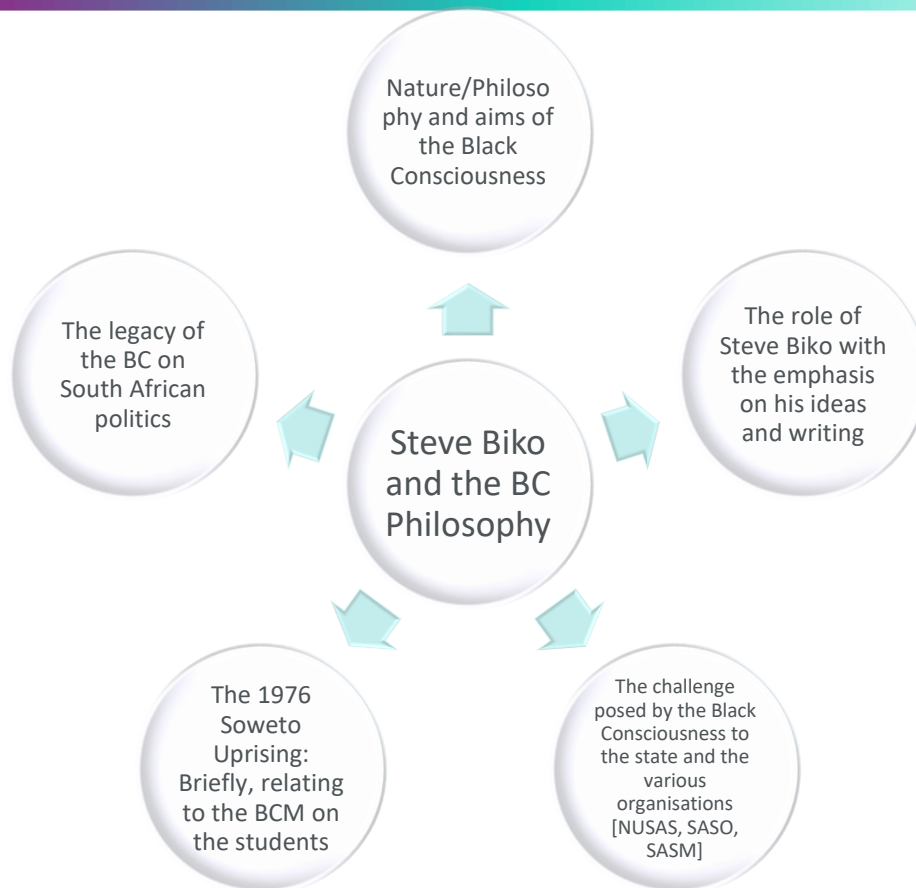 Nature/Philoso
phy and aims of
the Black
Consciousness
The role of
Steve Biko with
the emphasis
on his ideas
and writing
The challenge
posed by the Black
Consciousness to
the state and the
various
organisations
[NUSAS, SASO,
SASM]
The 1976
Soweto
Uprising:
Briefly, relating
to the BCM on
the students
The legacy of
the BC on
South African
politics
Steve Biko
and the BC
Philosophy